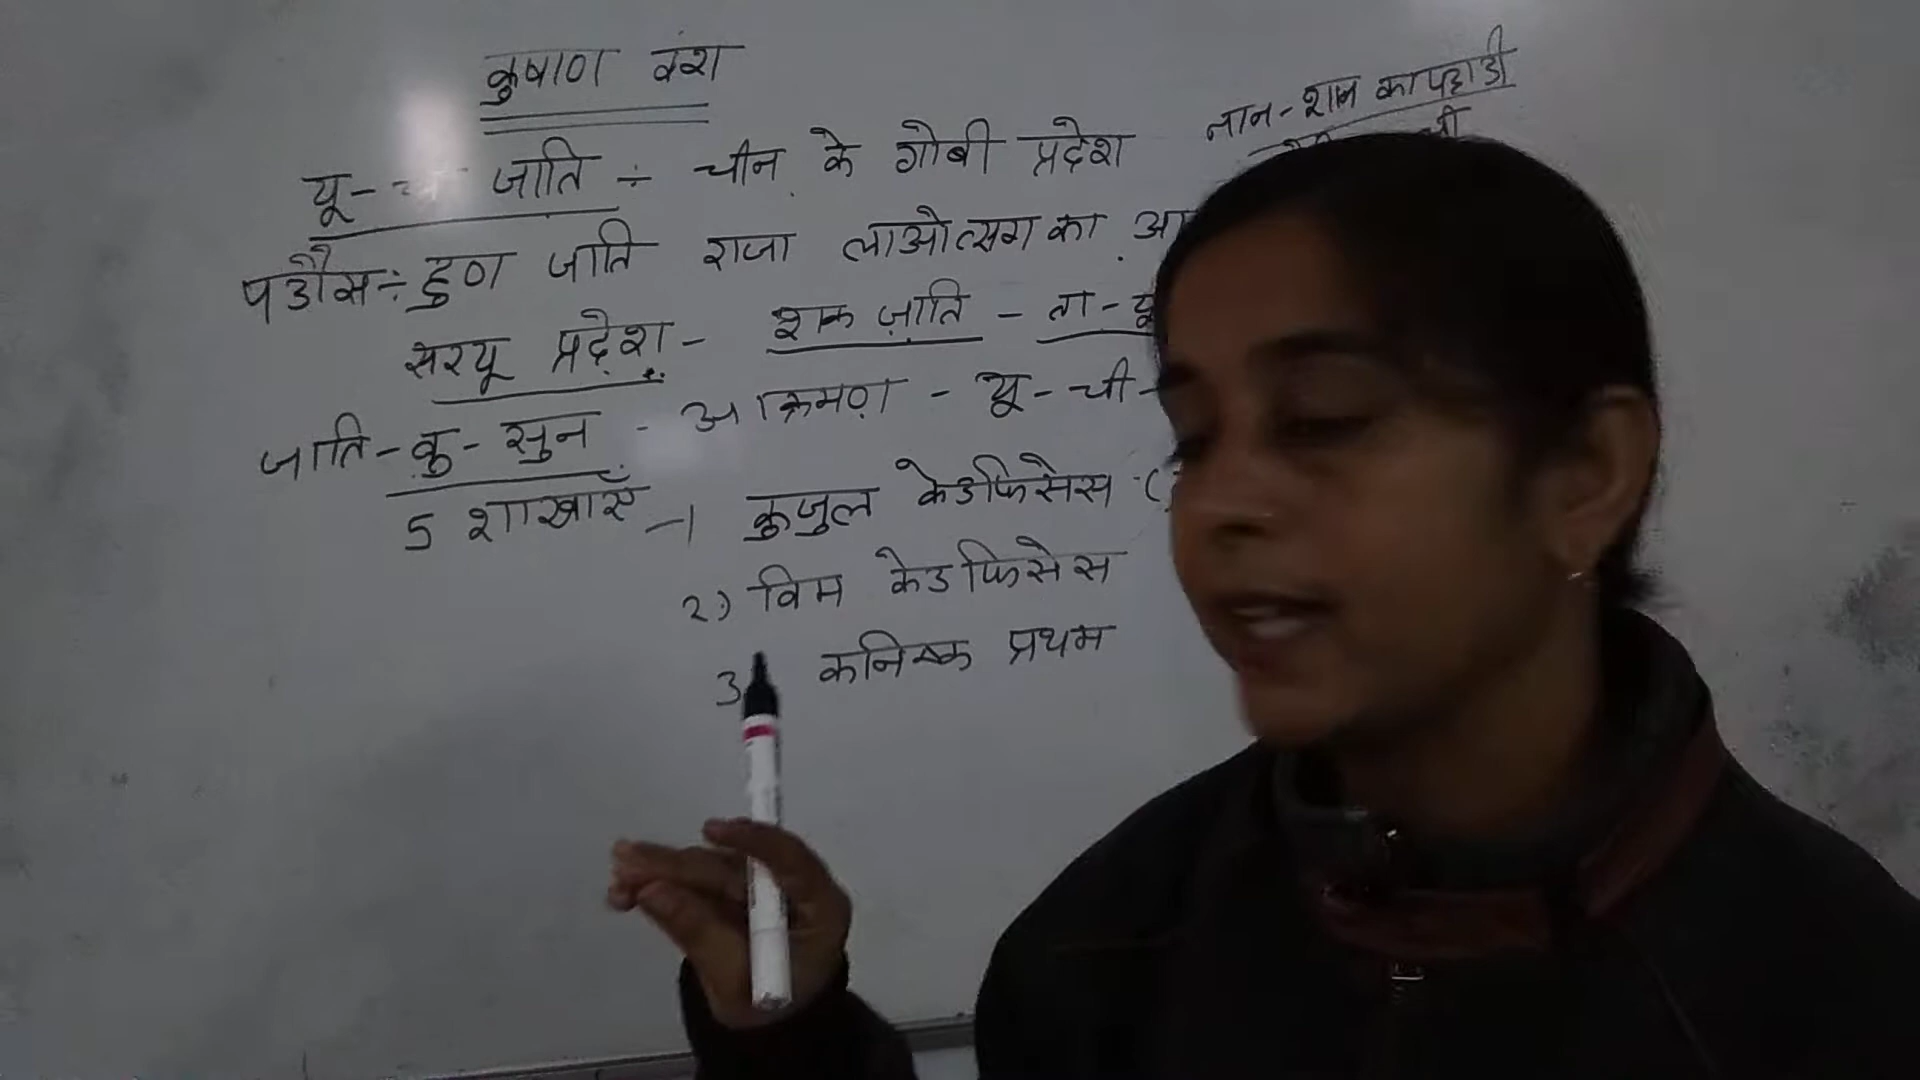 कुषाण वंश
नान-शान का पहाडी
यू- जाति ÷ चीन के गोबी प्रदेश
पडौस ÷ हुण जाति राजा लाओत्सग का
सरयू प्रदेश - शक जाति - ता-यू
जाति-कु-सुन - आक्रमण - यू-ची-
5 शाखाएँ -1 कुजुल केडफिसेस (
2) विम केडफिसेस
3 कनिष्क प्रथम